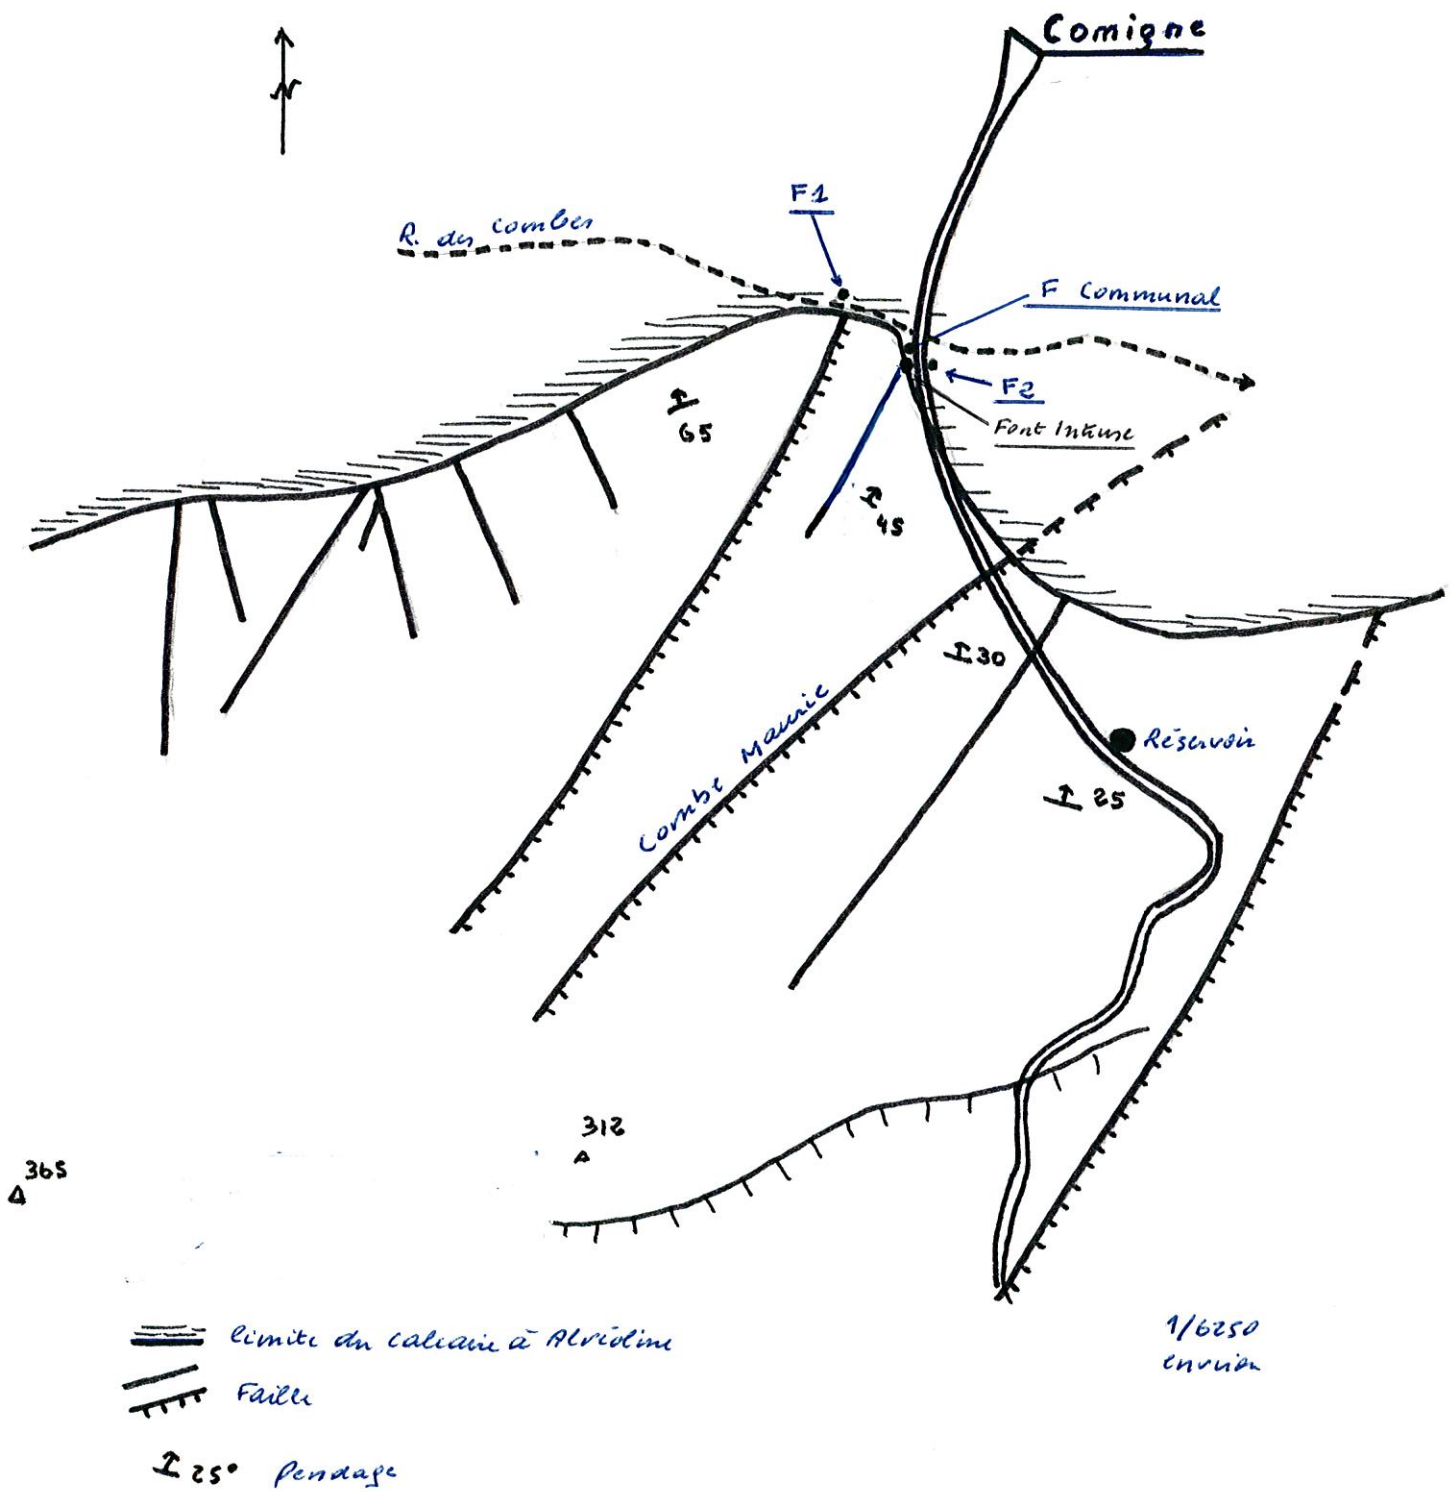 Comigne
N
F1
R. des combes
F Communal
F2
Font Intuse
65
45
30
Combe Maurie
Réservoir
25
312
365
limite du calcaire à Alvéoline
Faille
25° Pendage
1/6250
environ